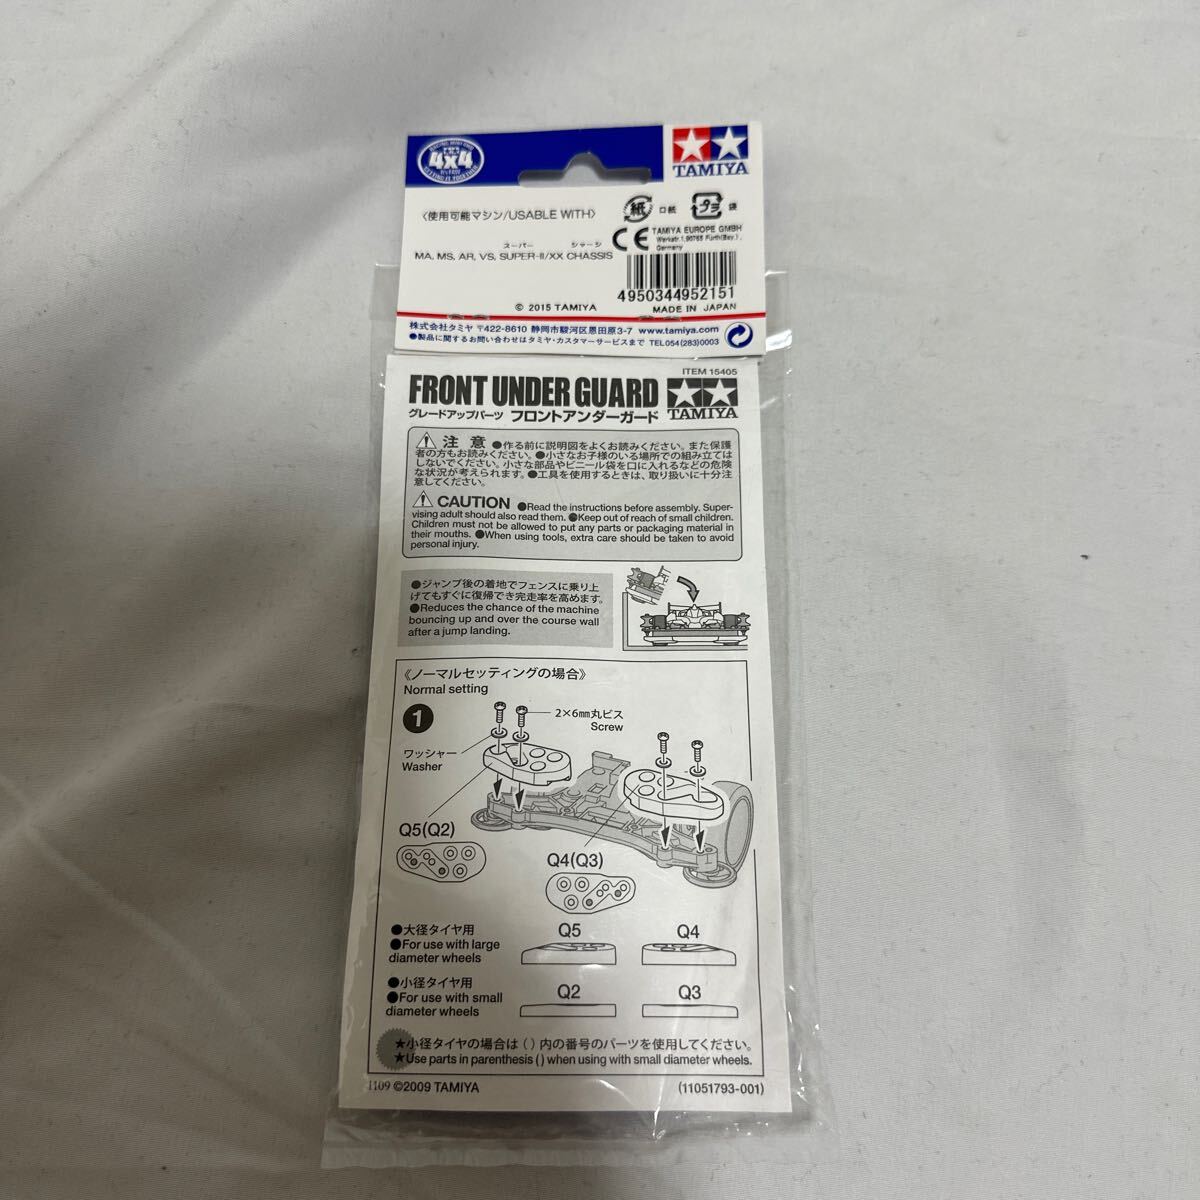 4x4
TAMIYA
〈使用可能マシン/USABLE WITH〉
紙 口紙 プラ 袋
CE TAMIYA EUROPE GMBH
Werkstr.1,90765 Fürth(Bay.),
Germany
スーパー シャーシ
MA, MS, AR, VS, SUPER-II/XX CHASSIS
4950344952151
© 2015 TAMIYA
MADE IN JAPAN
株式会社タミヤ 〒422-8610 静岡市駿河区恩田原3-7 www.tamiya.com
●製品に関するお問い合わせはタミヤ・カスタマーサービスまで TEL054(283)0003
ITEM 15405
FRONT UNDER GUARD
グレードアップパーツ フロントアンダーガード TAMIYA
注意 ●作る前に説明図をよくお読みください。また保護
者の方もお読みください。●小さなお子様のいる場所での組み立ては
しないでください。小さな部品やビニール袋を口に入れるなどの危険
な状況が考えられます。●工具を使用するときは、取り扱いに十分注
意してください。
CAUTION ●Read the instructions before assembly. Super-
vising adult should also read them. ●Keep out of reach of small children.
Children must not be allowed to put any parts or packaging material in
their mouths. ●When using tools, extra care should be taken to avoid
personal injury.
●ジャンプ後の着地でフェンスに乗り上
げてもすぐに復帰でき完走率を高めます。
●Reduces the chance of the machine
bouncing up and over the course wall
after a jump landing.
《ノーマルセッティングの場合》
Normal setting
1
2×6㎜丸ビス
Screw
ワッシャー
Washer
Q5(Q2)
Q4(Q3)
●大径タイヤ用
●For use with large
diameter wheels
Q5
Q4
●小径タイヤ用
●For use with small
diameter wheels
Q2
Q3
★小径タイヤの場合は( )内の番号のパーツを使用してください。
★Use parts in parenthesis ( ) when using with small diameter wheels.
1109 ©2009 TAMIYA
(11051793-001)